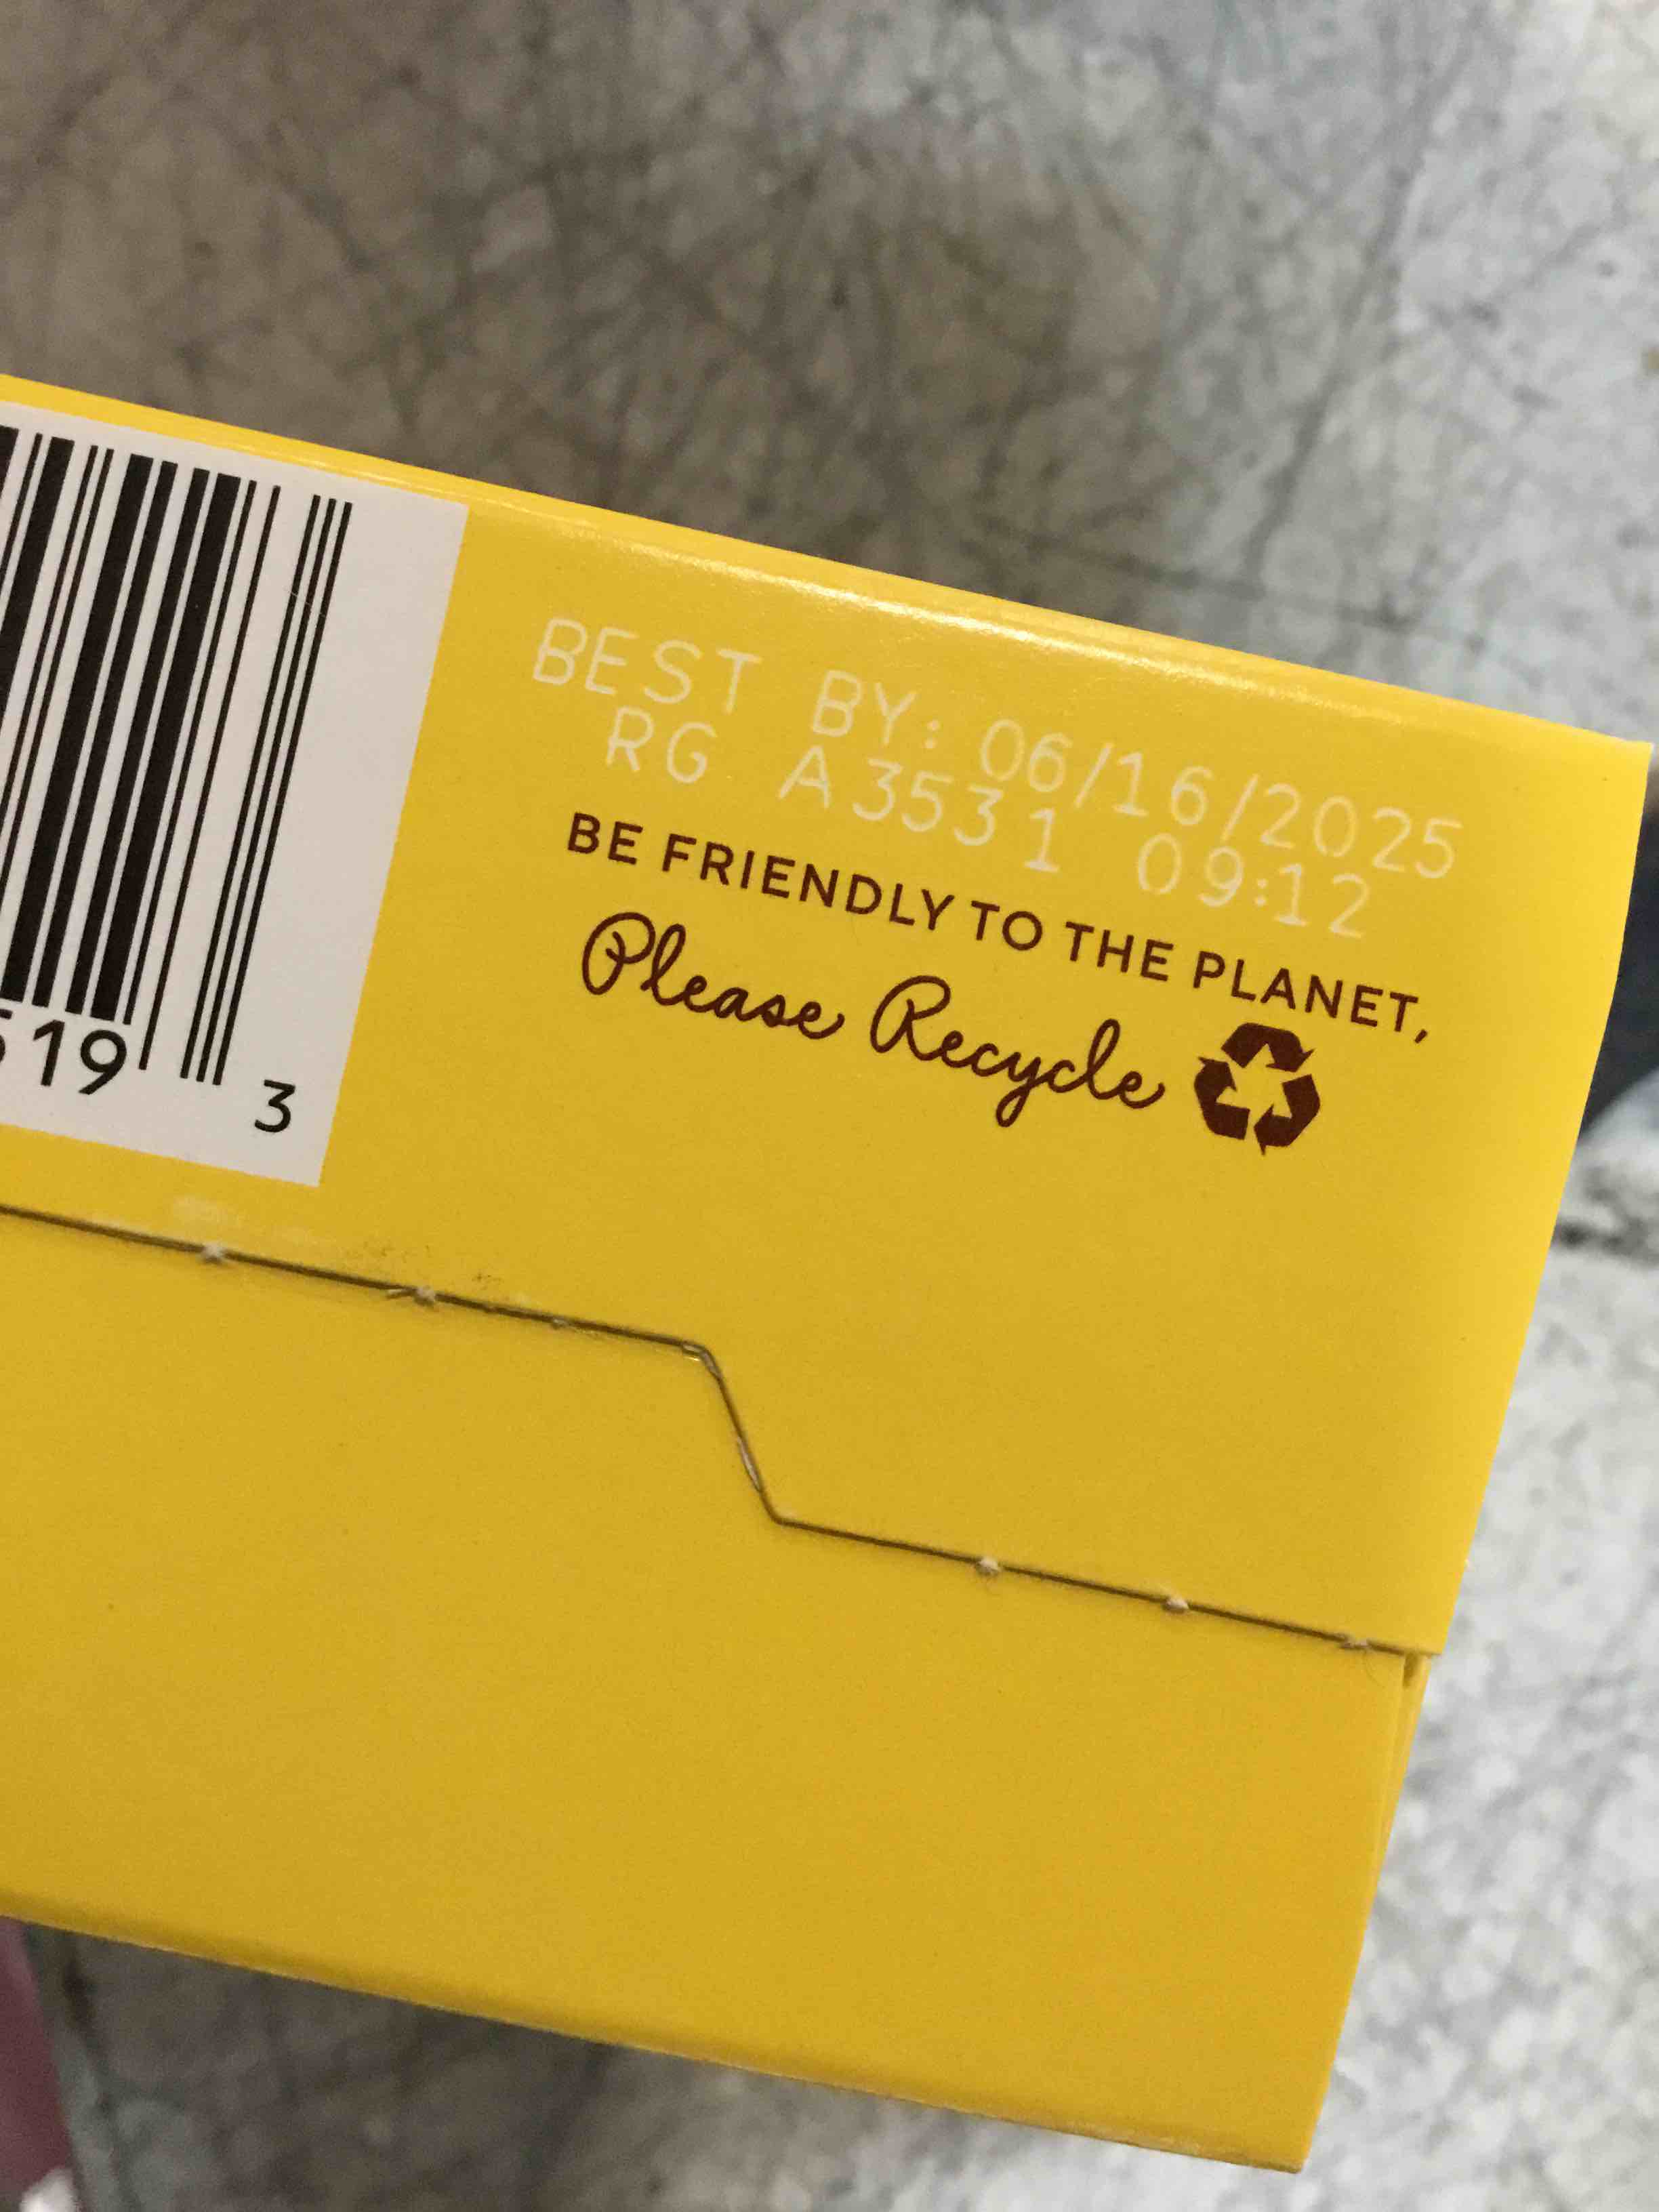 BEST BY: 06/16/2025
RG A3531 09:12
BE FRIENDLY TO THE PLANET,
Please Recycle
519 3